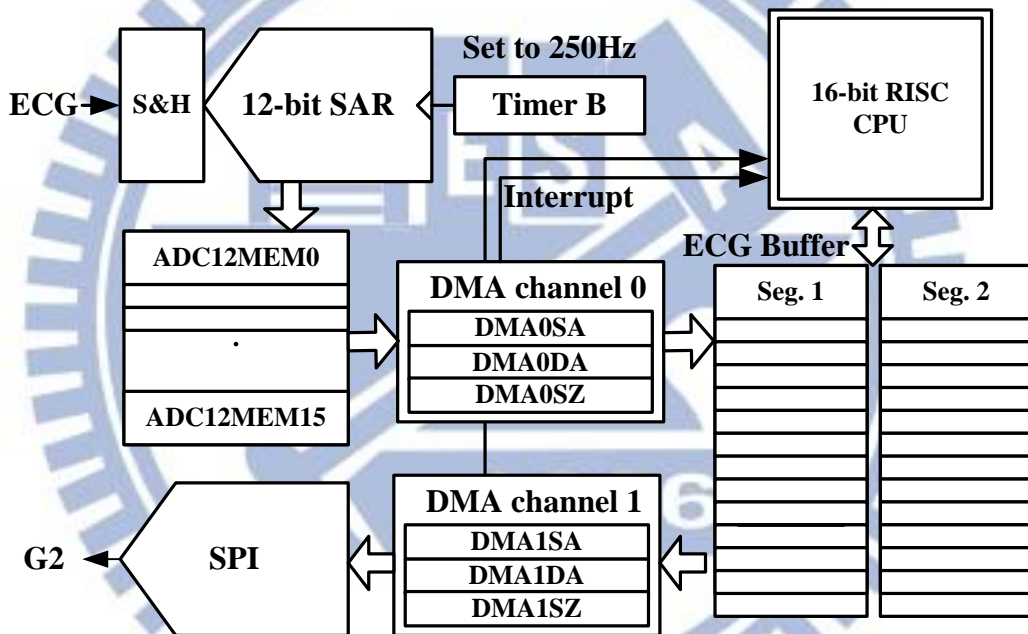 Set to 250Hz
ECG
S&H
12-bit SAR
Timer B
16-bit RISC
CPU
Interrupt
ECG Buffer
ADC12MEM0
.
ADC12MEM15
DMA channel 0
DMA0SA
DMA0DA
DMA0SZ
Seg. 1
Seg. 2
DMA channel 1
DMA1SA
DMA1DA
DMA1SZ
SPI
G2